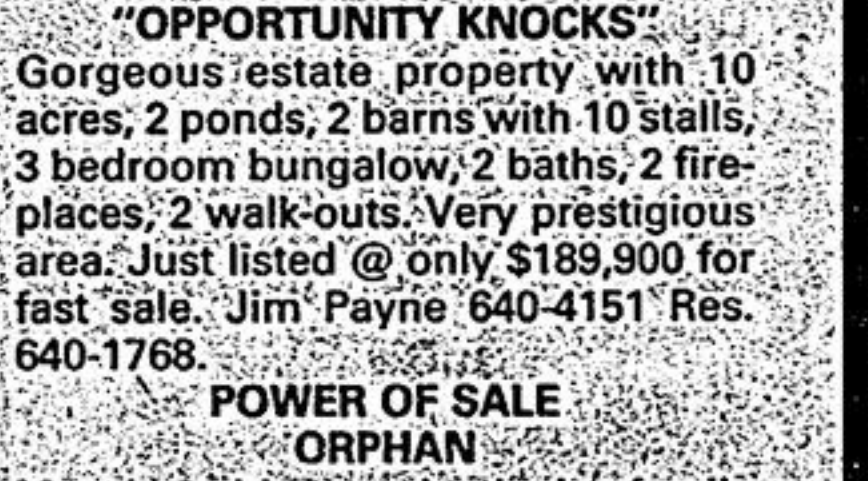 "OPPORTUNITY KNOCKS"
Gorgeous estate property with 10
acres, 2 ponds, 2 barns with 10 stalls,
3 bedroom bungalow, 2 baths, 2 fire-
places, 2 walk-outs. Very prestigious
area. Just listed @ only $189,900 for
fast sale. Jim Payne 640-4151 Res.
640-1768.
POWER OF SALE
ORPHAN